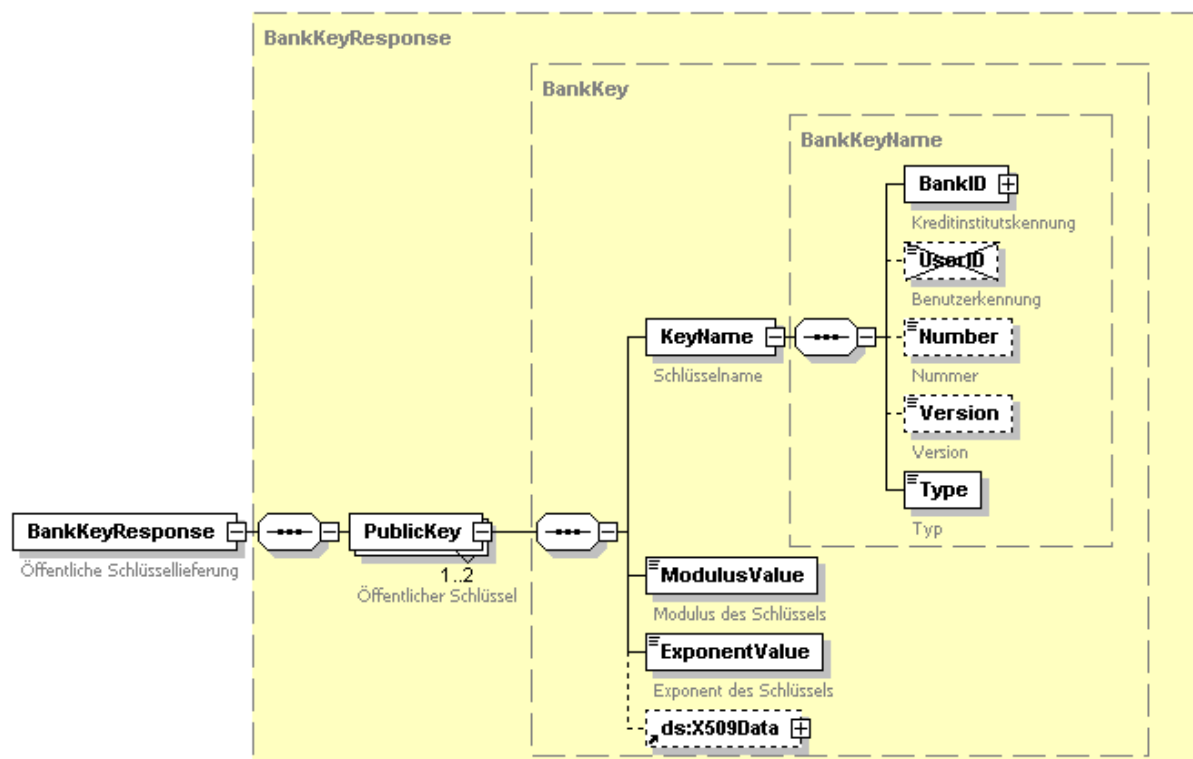 BankKeyResponse
BankKey
BankKeyName
BankID
Kreditinstitutskennung
UserID
Benutzerkennung
KeyName
Schlüsselname
Number
Nummer
Version
Version
Type
Typ
BankKeyResponse
Öffentliche Schlüssellieferung
PublicKey
1..2
Öffentlicher Schlüssel
ModulusValue
Modulus des Schlüssels
ExponentValue
Exponent des Schlüssels
ds:X509Data